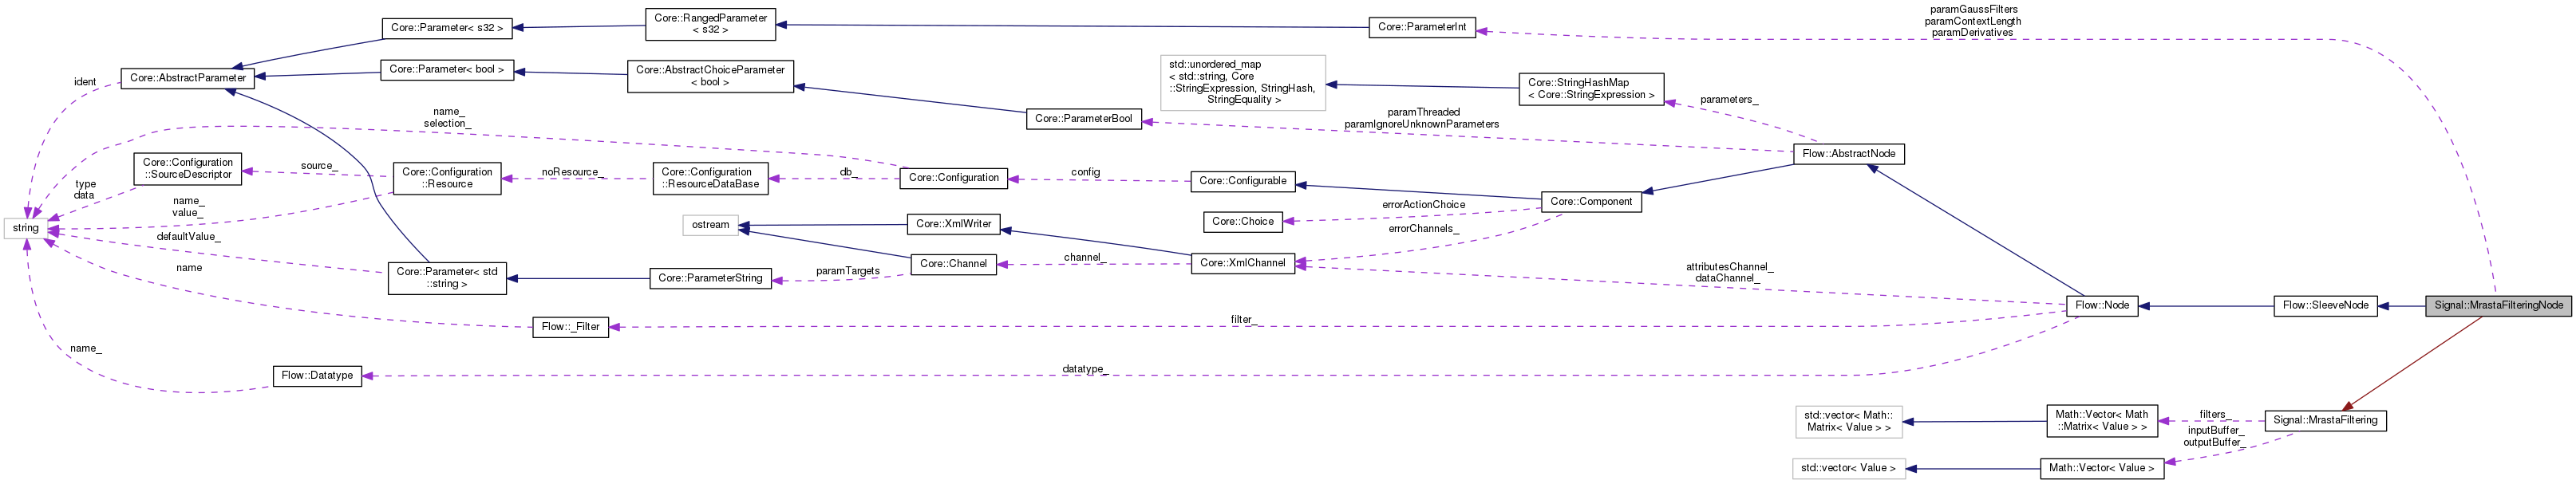 paramGaussFilters
paramContextLength
paramDerivatives
Core::Parameter< s32 >
Core::RangedParameter
< s32 >
Core::ParameterInt
ident
Core::AbstractParameter
Core::Parameter< bool >
Core::AbstractChoiceParameter
< bool >
std::unordered_map
< std::string, Core
::StringExpression, StringHash,
StringEquality >
Core::StringHashMap
< Core::StringExpression >
parameters_
name_
selection_
Core::ParameterBool
paramThreaded
paramIgnoreUnknownParameters
Flow::AbstractNode
Core::Configuration
::SourceDescriptor
source_
Core::Configuration
::Resource
noResource_
Core::Configuration
::ResourceDataBase
db_
Core::Configuration
config
Core::Configurable
type
data
name_
value_
string
defaultValue_
ostream
Core::XmlWriter
Core::Choice
errorActionChoice
Core::Component
errorChannels_
name
Core::Parameter< std
::string >
Core::ParameterString
paramTargets
Core::Channel
channel_
Core::XmlChannel
attributesChannel_
dataChannel_
Flow::Node
Flow::SleeveNode
Signal::MrastaFilteringNode
Flow::_Filter
filter_
name_
Flow::Datatype
datatype_
std::vector< Math::
Matrix< Value > >
Math::Vector< Math
::Matrix< Value > >
filters_
Signal::MrastaFiltering
inputBuffer_
outputBuffer_
std::vector< Value >
Math::Vector< Value >